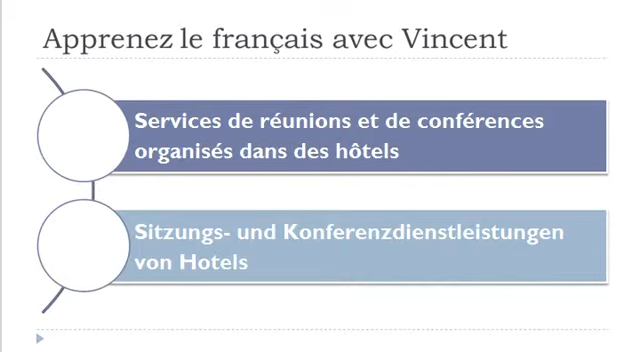 Apprenez le français avec Vincent
Services de réunions et de conférences
organisés dans des hôtels
Sitzungs- und Konferenzdienstleistungen
von Hotels